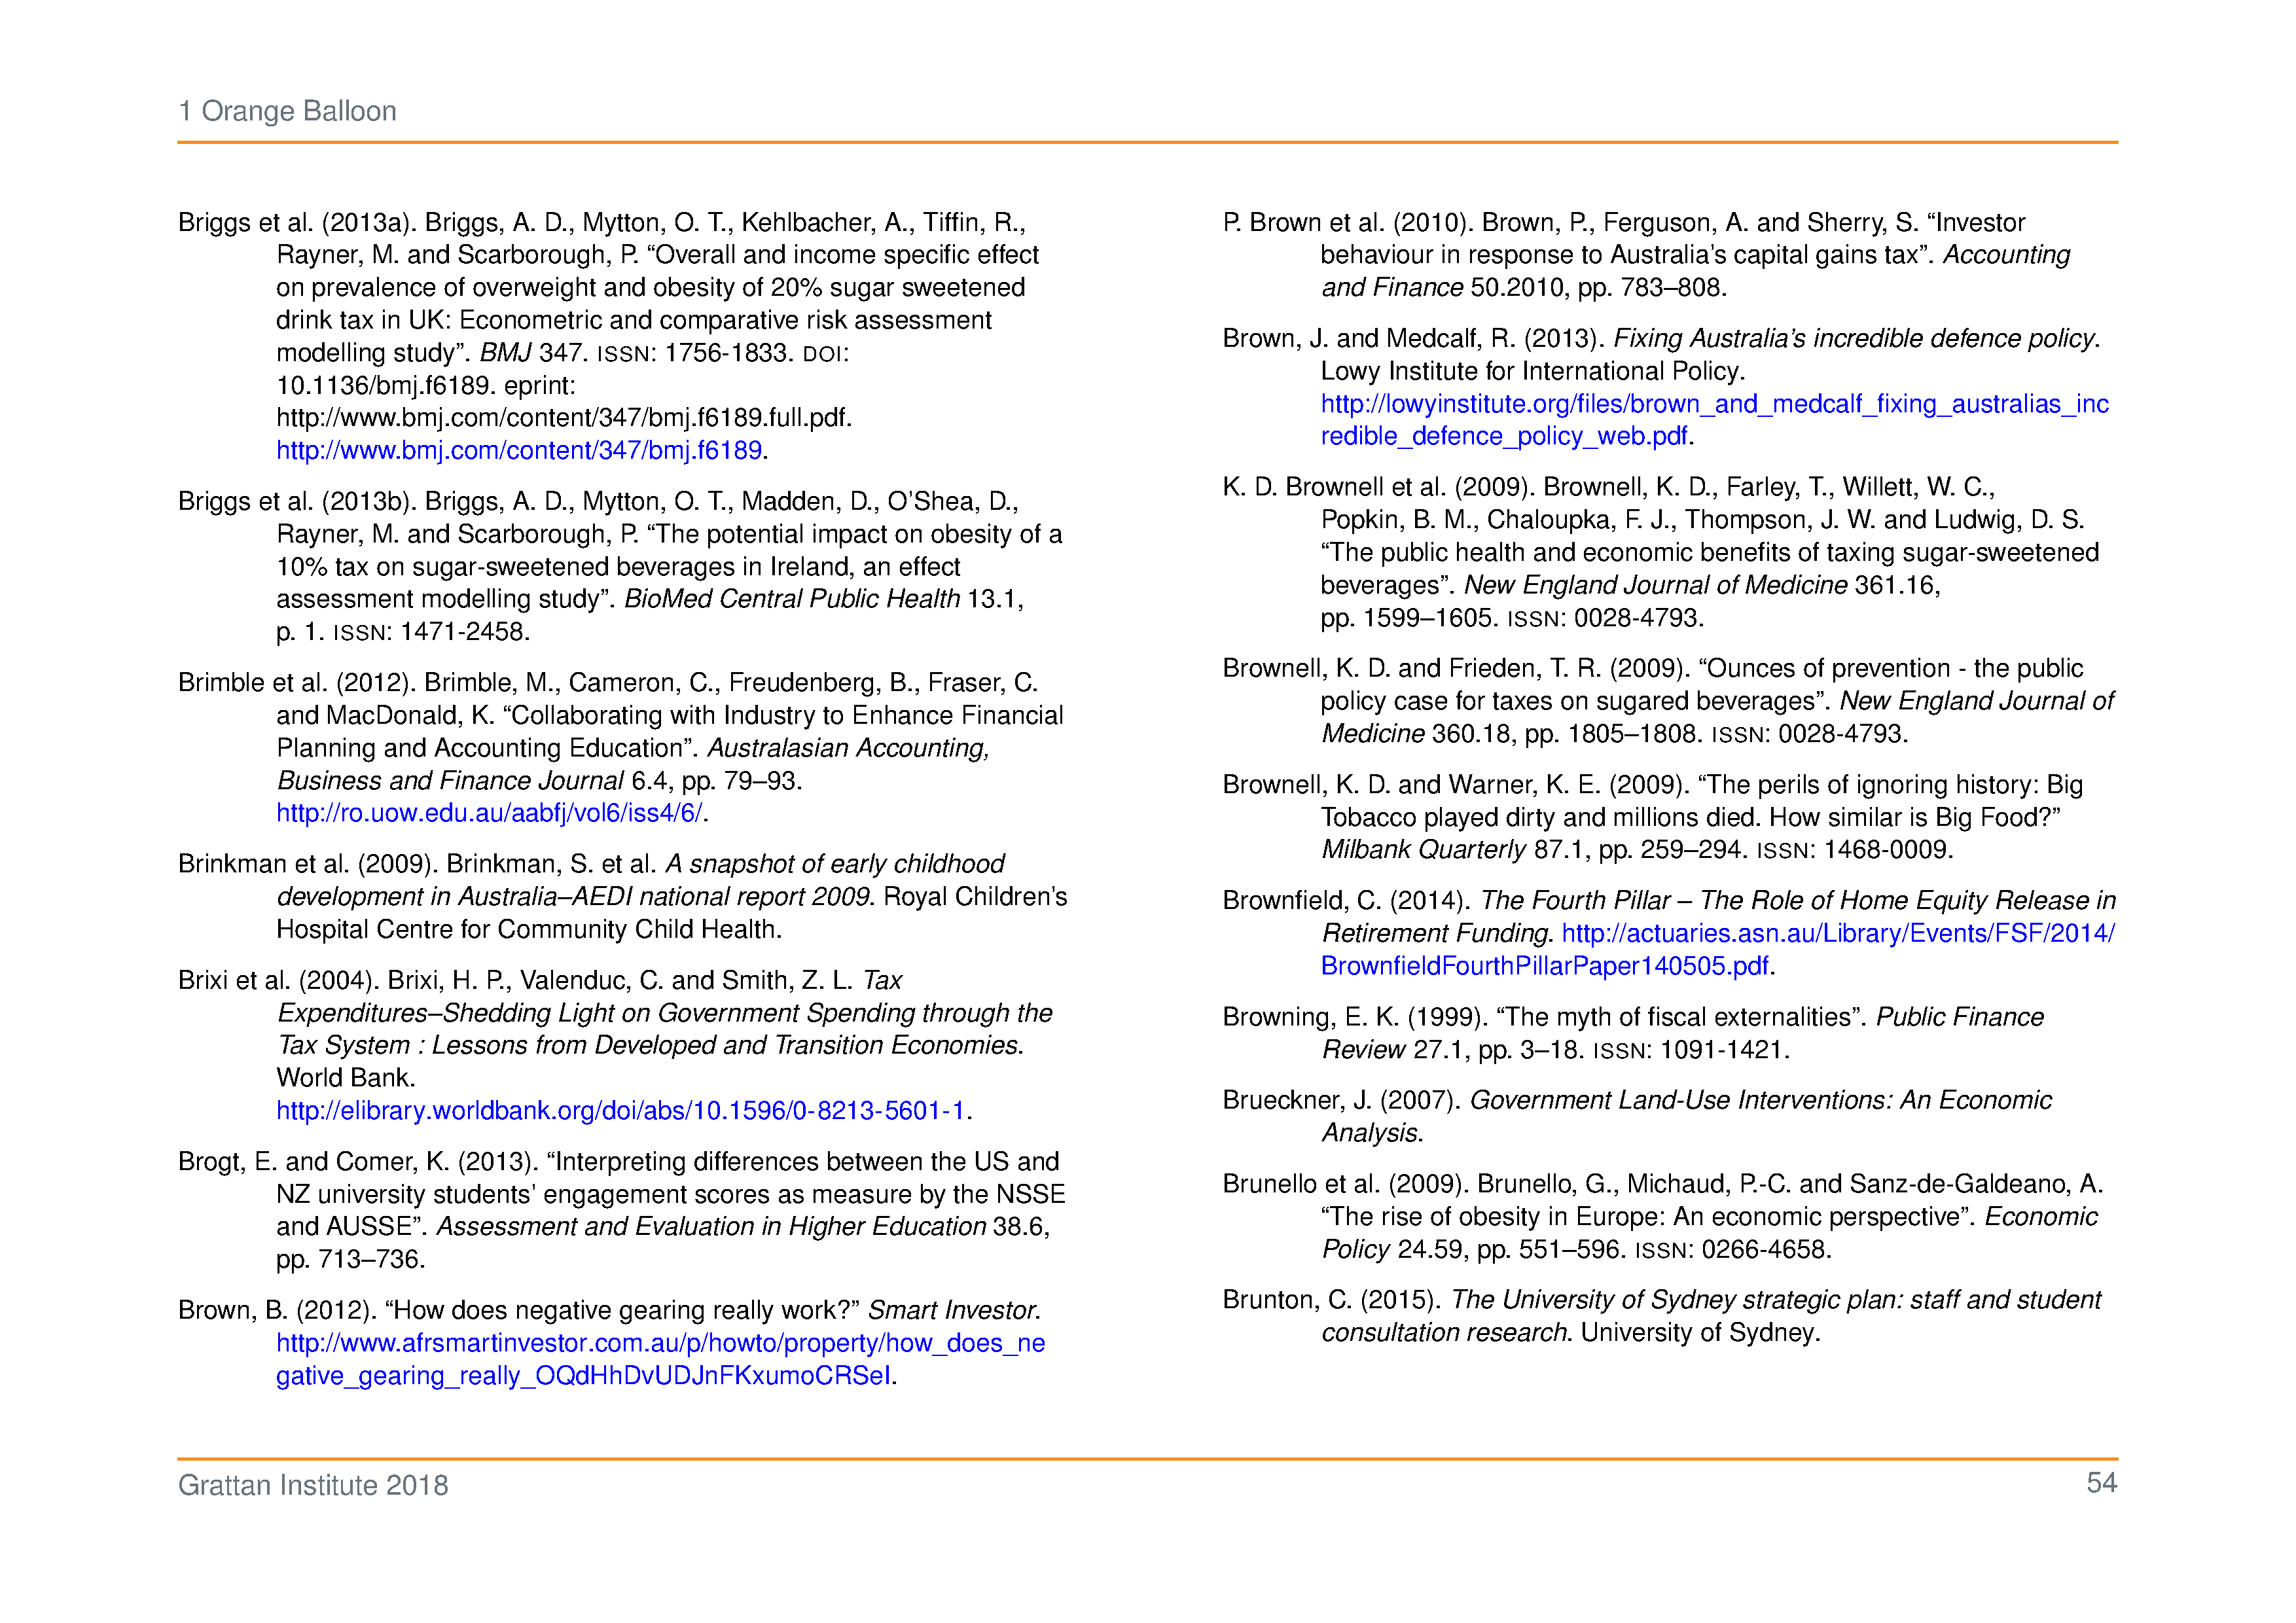 1 Orange Balloon
Briggs et al. (2013a). Briggs, A. D., Mytton, O. T., Kehlbacher, A., Tiffin, R.,
Rayner, M. and Scarborough, P. “Overall and income specific effect
on prevalence of overweight and obesity of 20% sugar sweetened
drink tax in UK: Econometric and comparative risk assessment
modelling study”. BMJ 347. ISSN: 1756-1833. DOI:
10.1136/bmj.f6189. eprint:
http://www.bmj.com/content/347/bmj.f6189.full.pdf.
http://www.bmj.com/content/347/bmj.f6189.
Briggs et al. (2013b). Briggs, A. D., Mytton, O. T., Madden, D., O’Shea, D.,
Rayner, M. and Scarborough, P. “The potential impact on obesity of a
10% tax on sugar-sweetened beverages in Ireland, an effect
assessment modelling study”. BioMed Central Public Health 13.1,
p. 1. ISSN: 1471-2458.
Brimble et al. (2012). Brimble, M., Cameron, C., Freudenberg, B., Fraser, C.
and MacDonald, K. “Collaborating with Industry to Enhance Financial
Planning and Accounting Education”. Australasian Accounting,
Business and Finance Journal 6.4, pp. 79–93.
http://ro.uow.edu.au/aabfj/vol6/iss4/6/.
Brinkman et al. (2009). Brinkman, S. et al. A snapshot of early childhood
development in Australia–AEDI national report 2009. Royal Children’s
Hospital Centre for Community Child Health.
Brixi et al. (2004). Brixi, H. P., Valenduc, C. and Smith, Z. L. Tax
Expenditures–Shedding Light on Government Spending through the
Tax System : Lessons from Developed and Transition Economies.
World Bank.
http://elibrary.worldbank.org/doi/abs/10.1596/0-8213-5601-1.
Brogt, E. and Comer, K. (2013). “Interpreting differences between the US and
NZ university students’ engagement scores as measure by the NSSE
and AUSSE”. Assessment and Evaluation in Higher Education 38.6,
pp. 713–736.
Brown, B. (2012). “How does negative gearing really work?” Smart Investor.
http://www.afrsmartinvestor.com.au/p/howto/property/how_does_ne
gative_gearing_really_OQdHhDvUDJnFKxumoCRSeI.
P. Brown et al. (2010). Brown, P., Ferguson, A. and Sherry, S. “Investor
behaviour in response to Australia’s capital gains tax”. Accounting
and Finance 50.2010, pp. 783–808.
Brown, J. and Medcalf, R. (2013). Fixing Australia’s incredible defence policy.
Lowy Institute for International Policy.
http://lowyinstitute.org/files/brown_and_medcalf_fixing_australias_inc
redible_defence_policy_web.pdf.
K. D. Brownell et al. (2009). Brownell, K. D., Farley, T., Willett, W. C.,
Popkin, B. M., Chaloupka, F. J., Thompson, J. W. and Ludwig, D. S.
“The public health and economic benefits of taxing sugar-sweetened
beverages”. New England Journal of Medicine 361.16,
pp. 1599–1605. ISSN: 0028-4793.
Brownell, K. D. and Frieden, T. R. (2009). “Ounces of prevention - the public
policy case for taxes on sugared beverages”. New England Journal of
Medicine 360.18, pp. 1805–1808. ISSN: 0028-4793.
Brownell, K. D. and Warner, K. E. (2009). “The perils of ignoring history: Big
Tobacco played dirty and millions died. How similar is Big Food?”
Milbank Quarterly 87.1, pp. 259–294. ISSN: 1468-0009.
Brownfield, C. (2014). The Fourth Pillar – The Role of Home Equity Release in
Retirement Funding. http://actuaries.asn.au/Library/Events/FSF/2014/
BrownfieldFourthPillarPaper140505.pdf.
Browning, E. K. (1999). “The myth of fiscal externalities”. Public Finance
Review 27.1, pp. 3–18. ISSN: 1091-1421.
Brueckner, J. (2007). Government Land-Use Interventions: An Economic
Analysis.
Brunello et al. (2009). Brunello, G., Michaud, P.-C. and Sanz-de-Galdeano, A.
“The rise of obesity in Europe: An economic perspective”. Economic
Policy 24.59, pp. 551–596. ISSN: 0266-4658.
Brunton, C. (2015). The University of Sydney strategic plan: staff and student
consultation research. University of Sydney.
Grattan Institute 2018
54